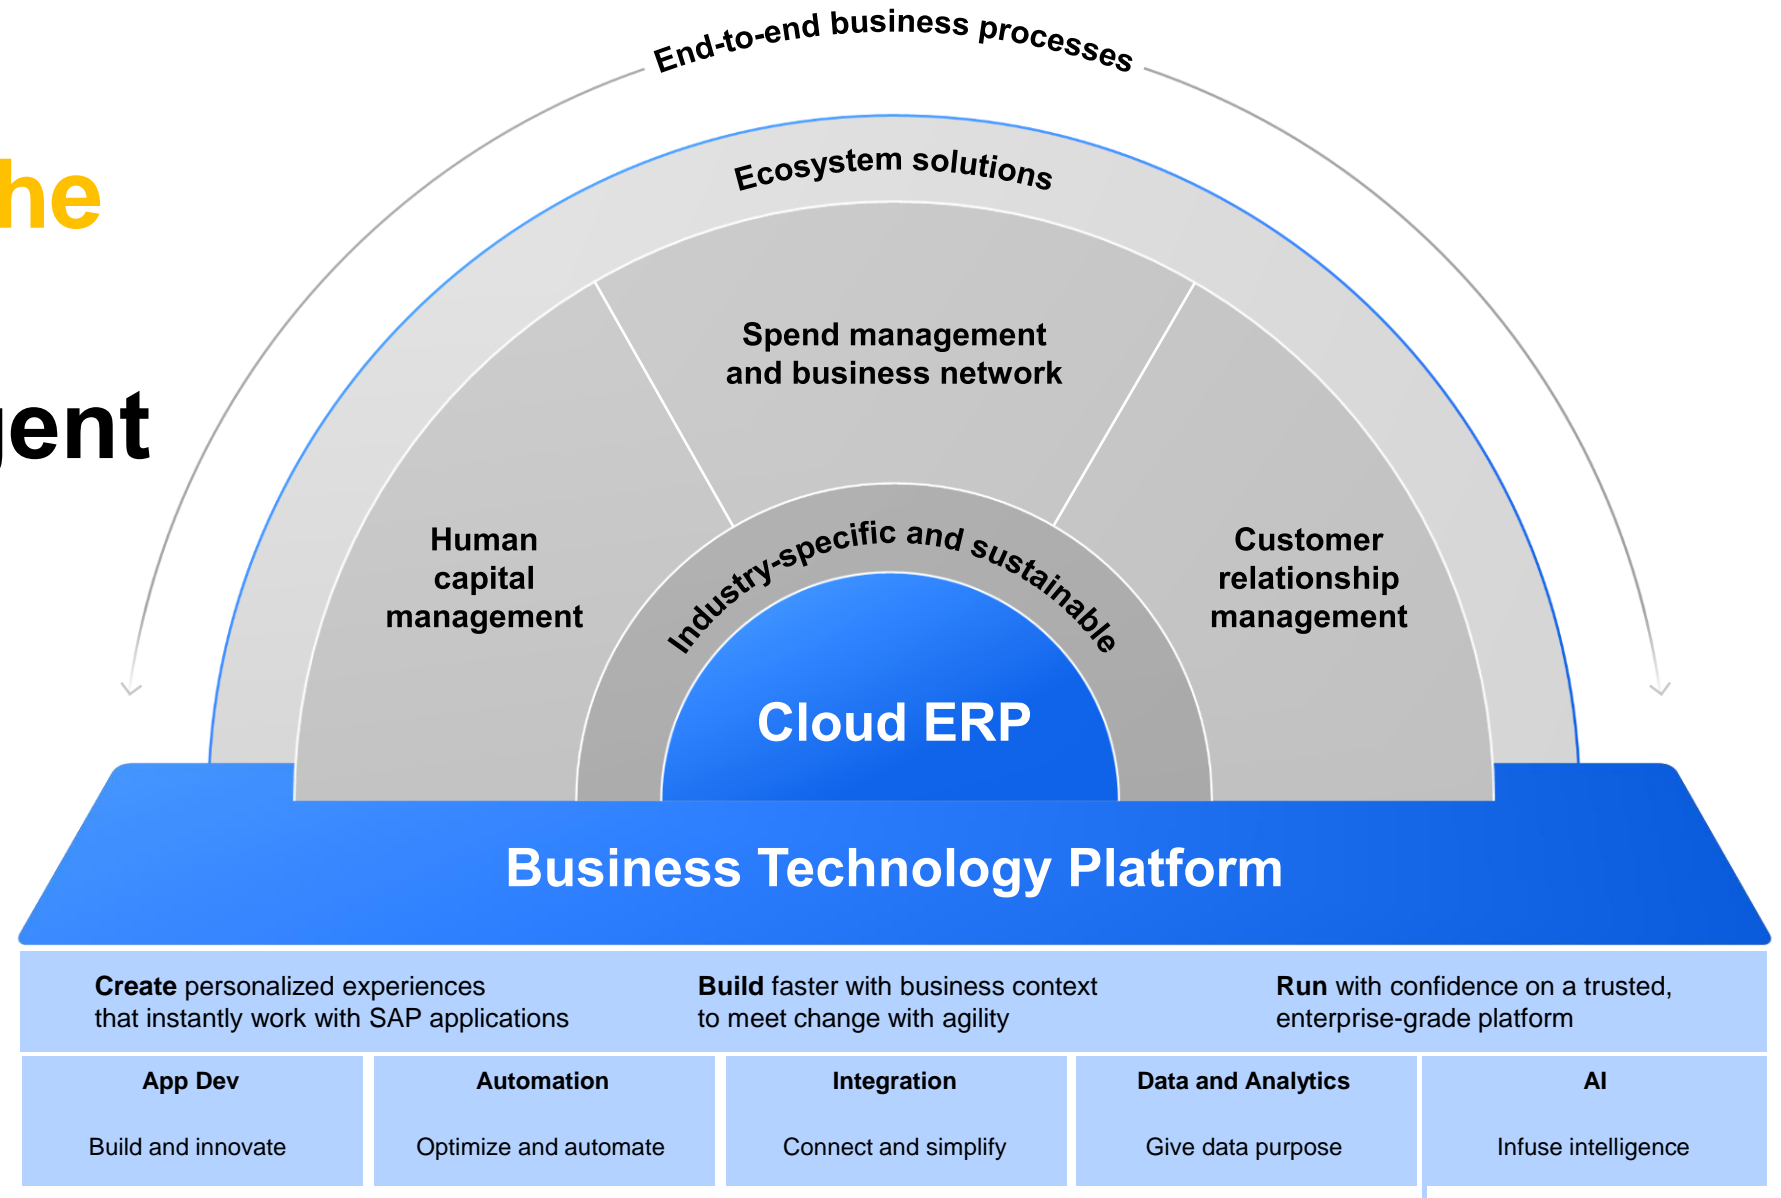 End-to-end business processes
he
gent
Ecosystem solutions
Spend management
and business network
Human
capital
management
Customer
relationship
management
Industry-specific and sustainable
Cloud ERP
Business Technology Platform
Create personalized experiences
that instantly work with SAP applications
Build faster with business context
to meet change with agility
Run with confidence on a trusted,
enterprise-grade platform
App Dev
Build and innovate
Automation
Optimize and automate
Integration
Connect and simplify
Data and Analytics
Give data purpose
AI
Infuse intelligence